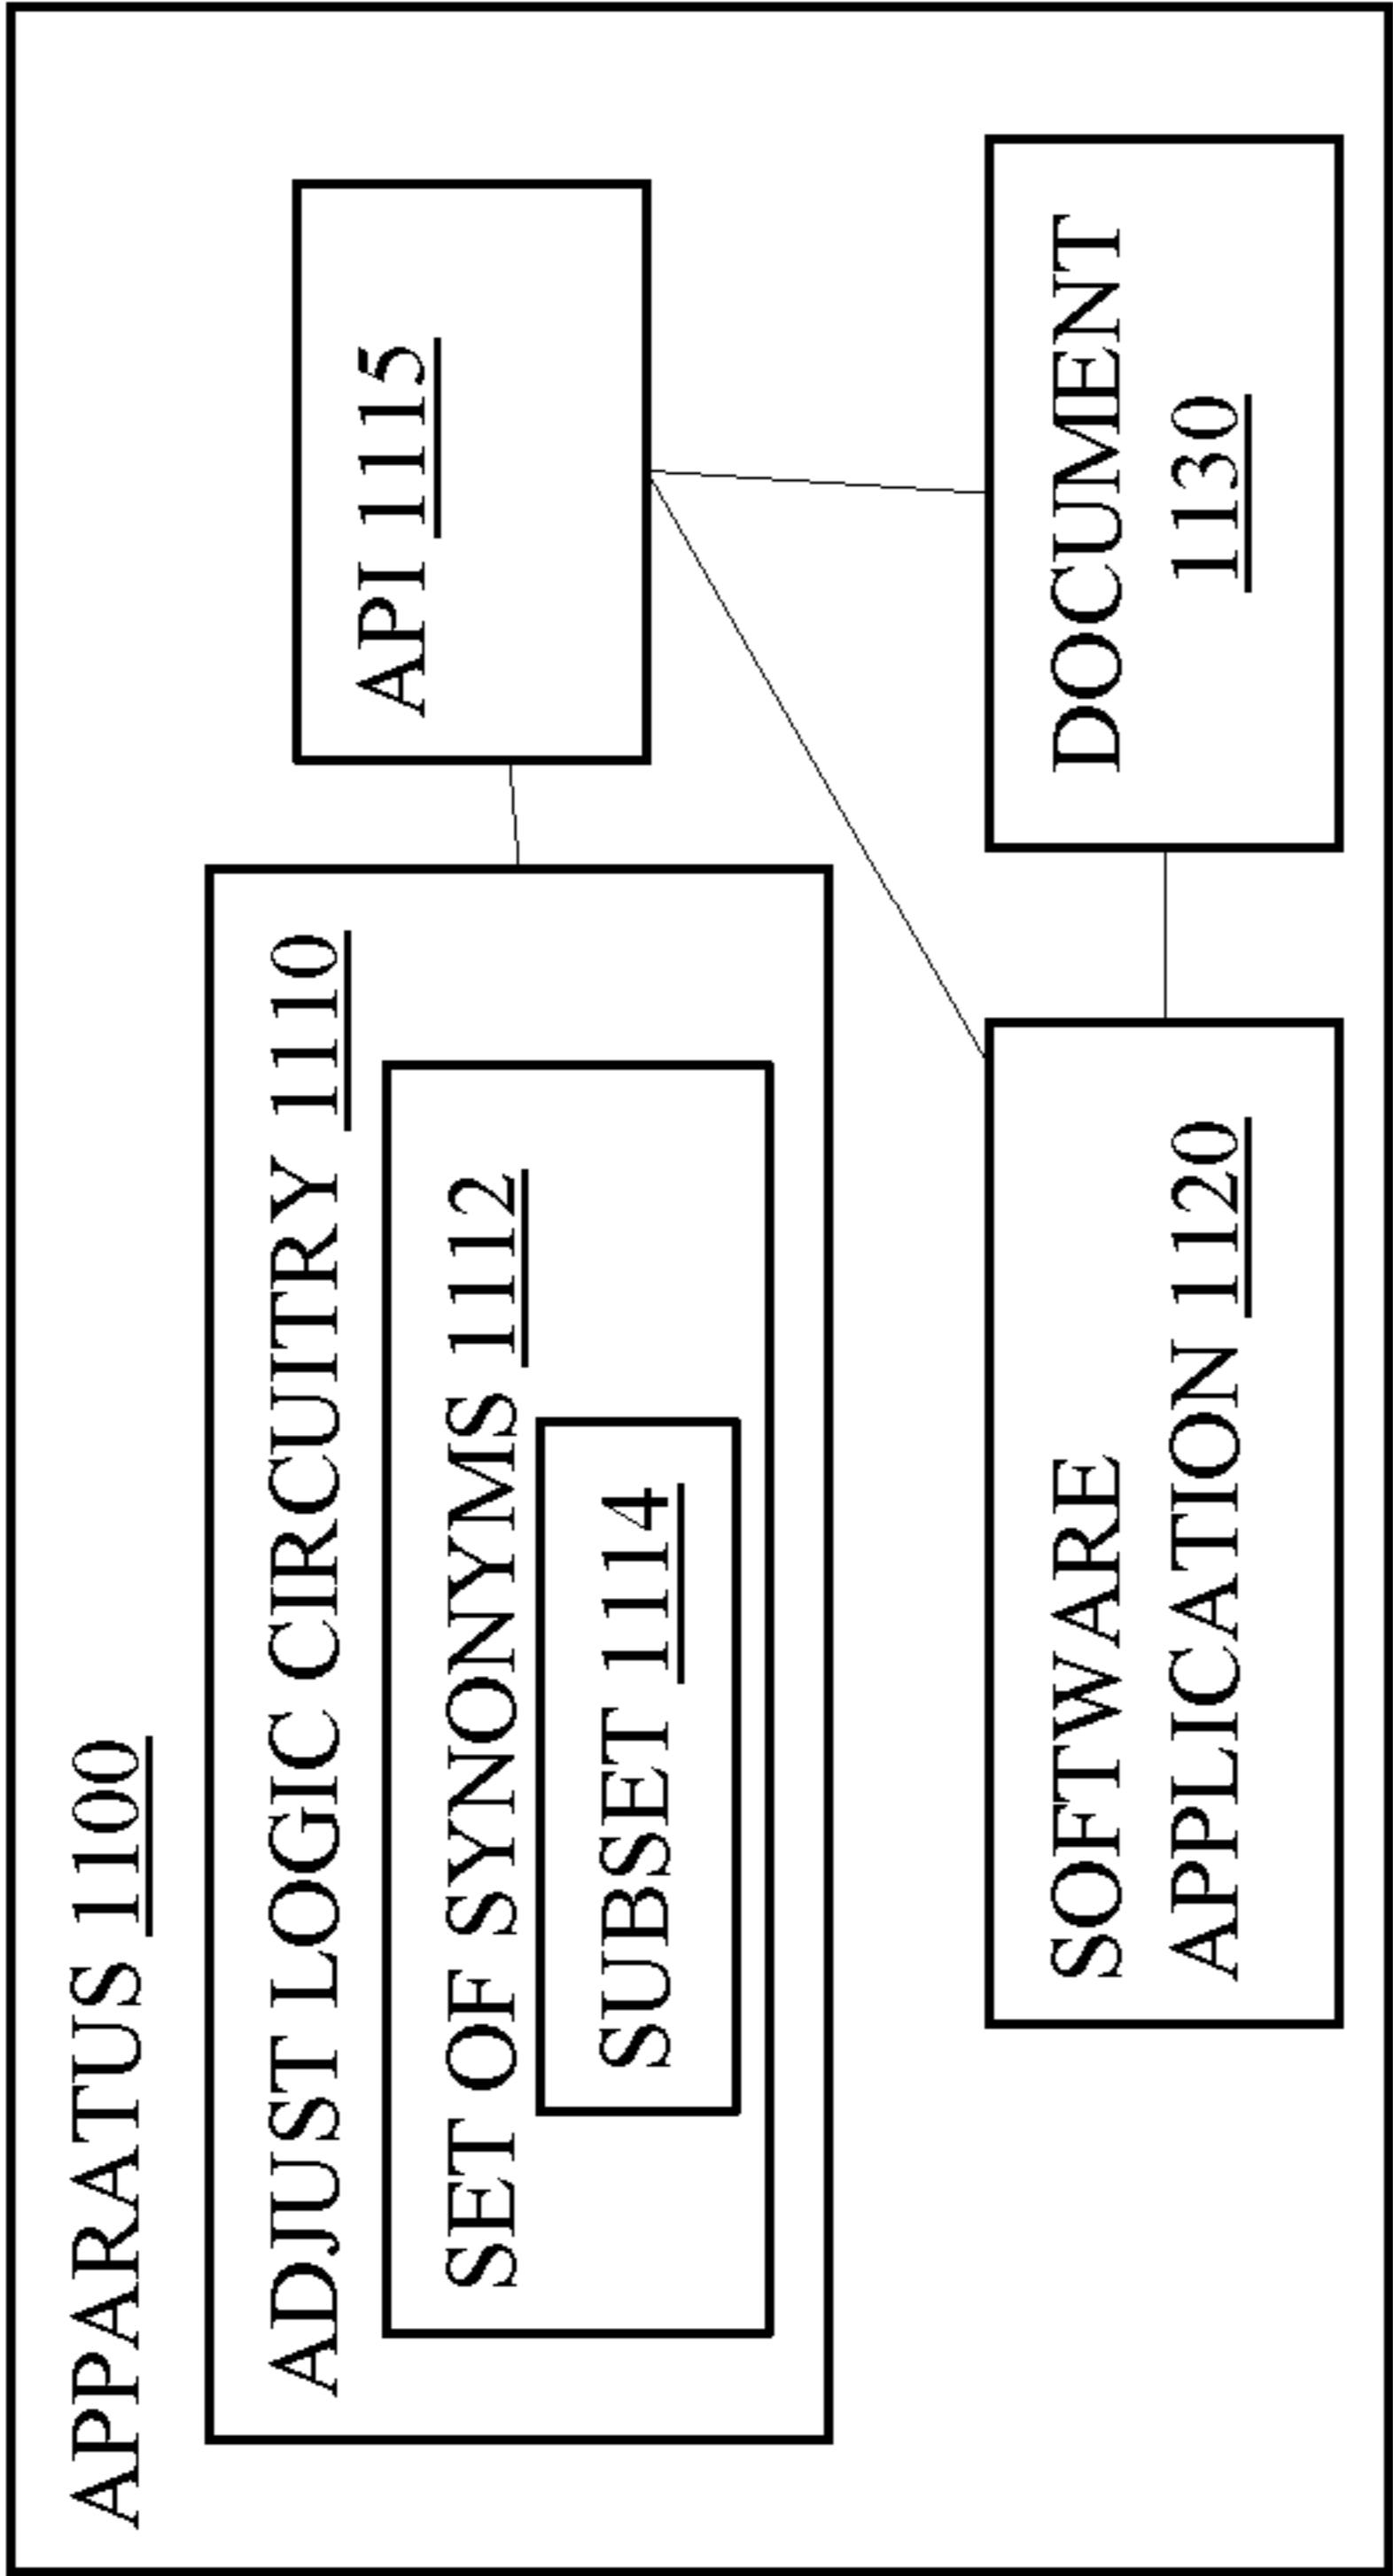 APPARATUS 1100
ADJUST LOGIC CIRCUITRY 1110
SET OF SYNONYMS 1112
SUBSET 1114
API 1115
SOFTWARE
APPLICATION 1120
DOCUMENT
1130